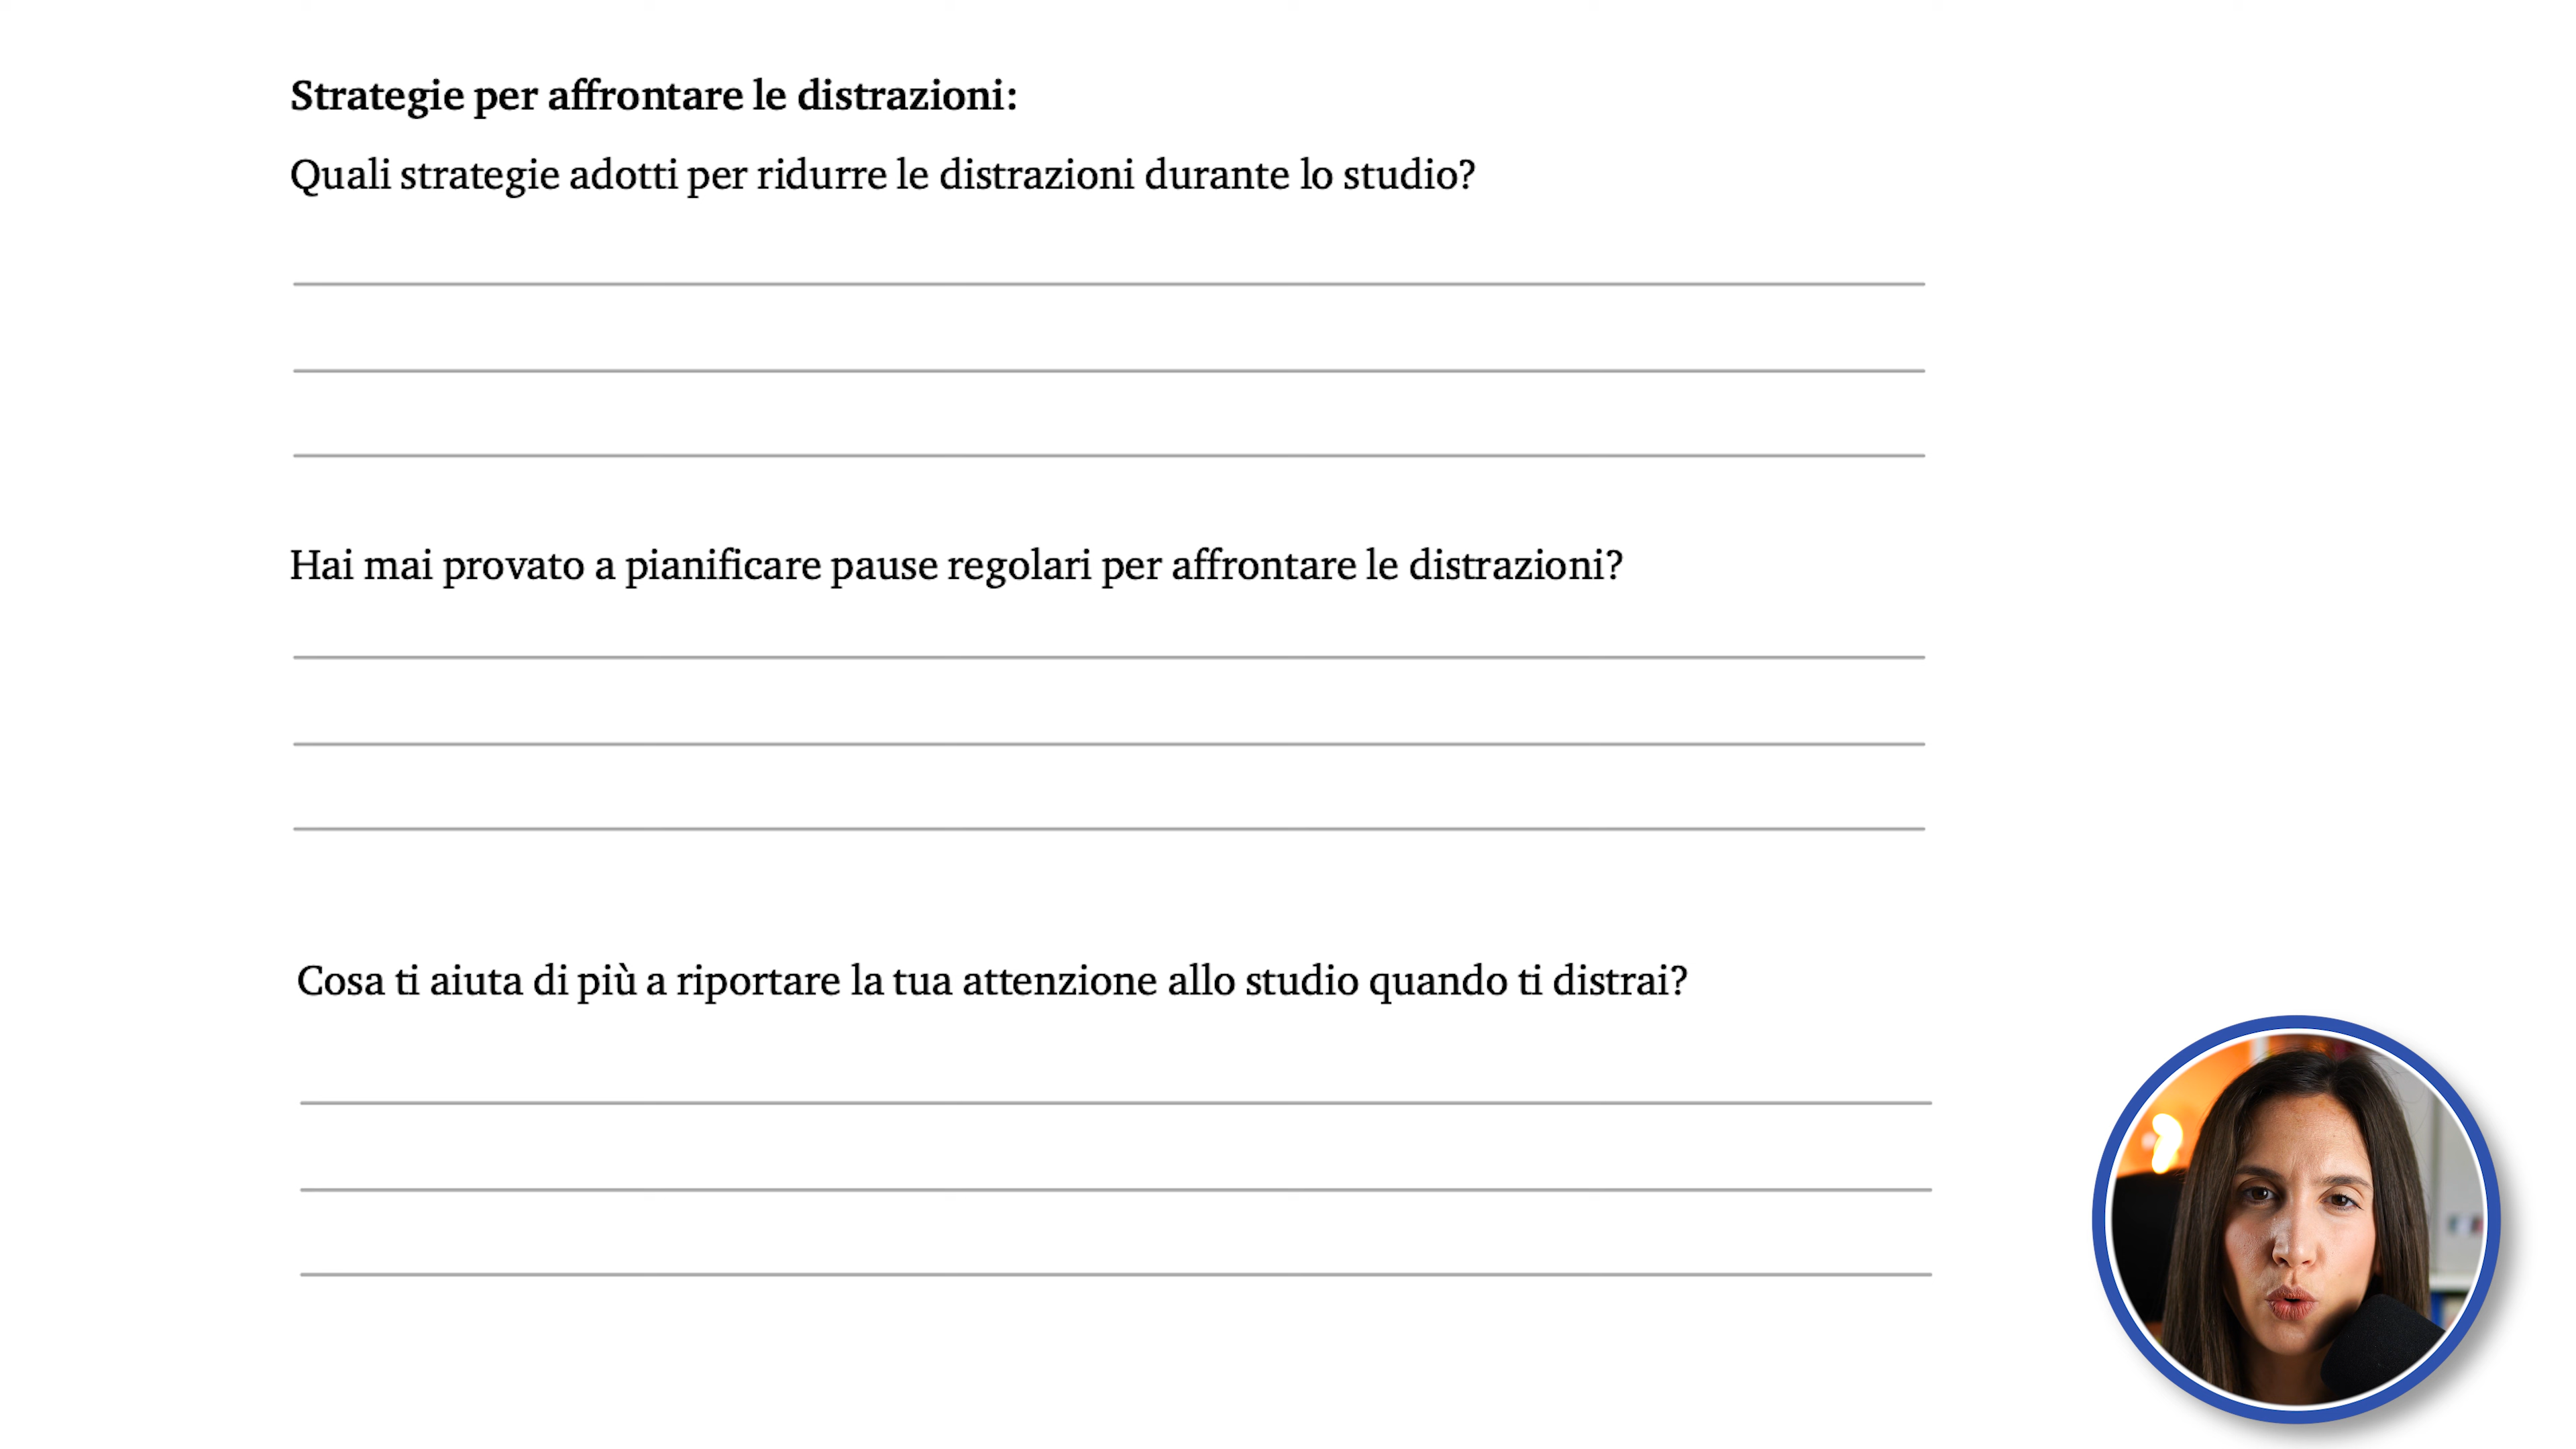 Strategie per affrontare le distrazioni:
Quali strategie adotti per ridurre le distrazioni durante lo studio?
Hai mai provato a pianificare pause regolari per affrontare le distrazioni?
Cosa ti aiuta di più a riportare la tua attenzione allo studio quando ti distrai?